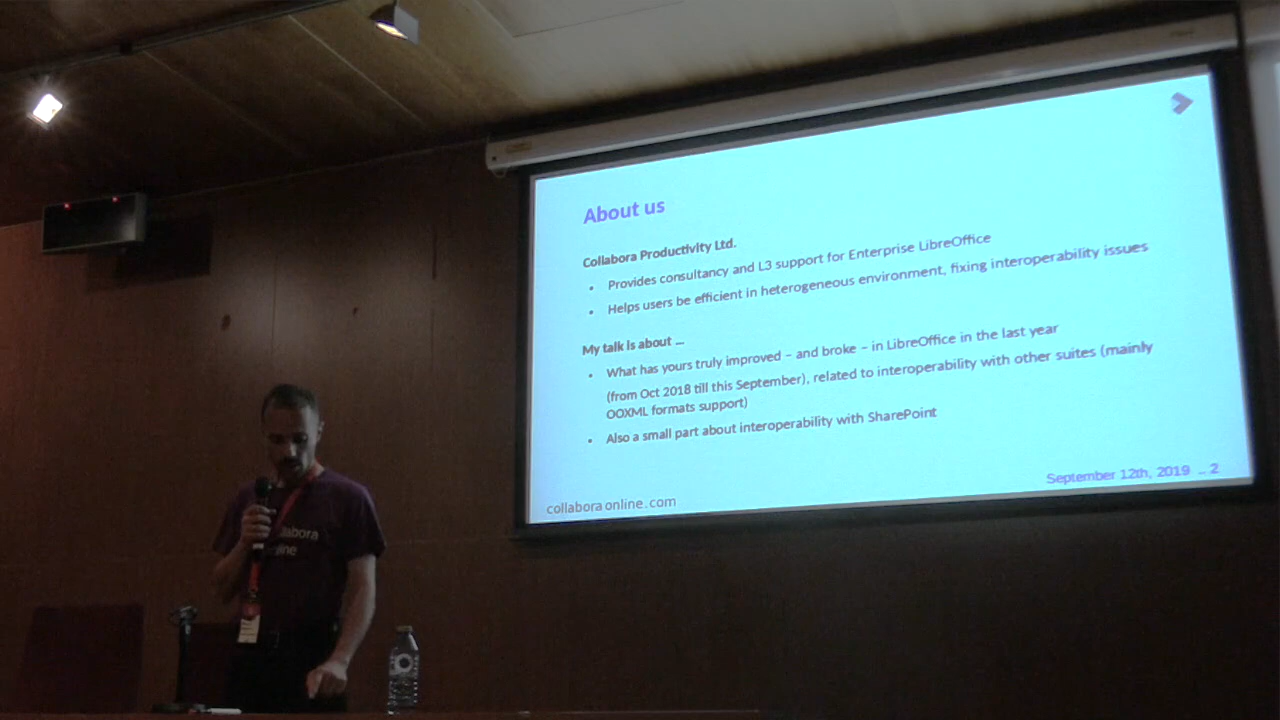 About us
Collabora Productivity Ltd.
• Provides consultancy and L3 support for Enterprise LibreOffice
• Helps users be efficient in heterogeneous environment, fixing interoperability issues
My talk is about ...
• What has yours truly improved – and broke – in LibreOffice in the last year
(from Oct 2018 till this September), related to interoperability with other suites (mainly
OOXML formats support)
• Also a small part about interoperability with SharePoint
September 12th, 2019 .. 2
collaboraonline.com